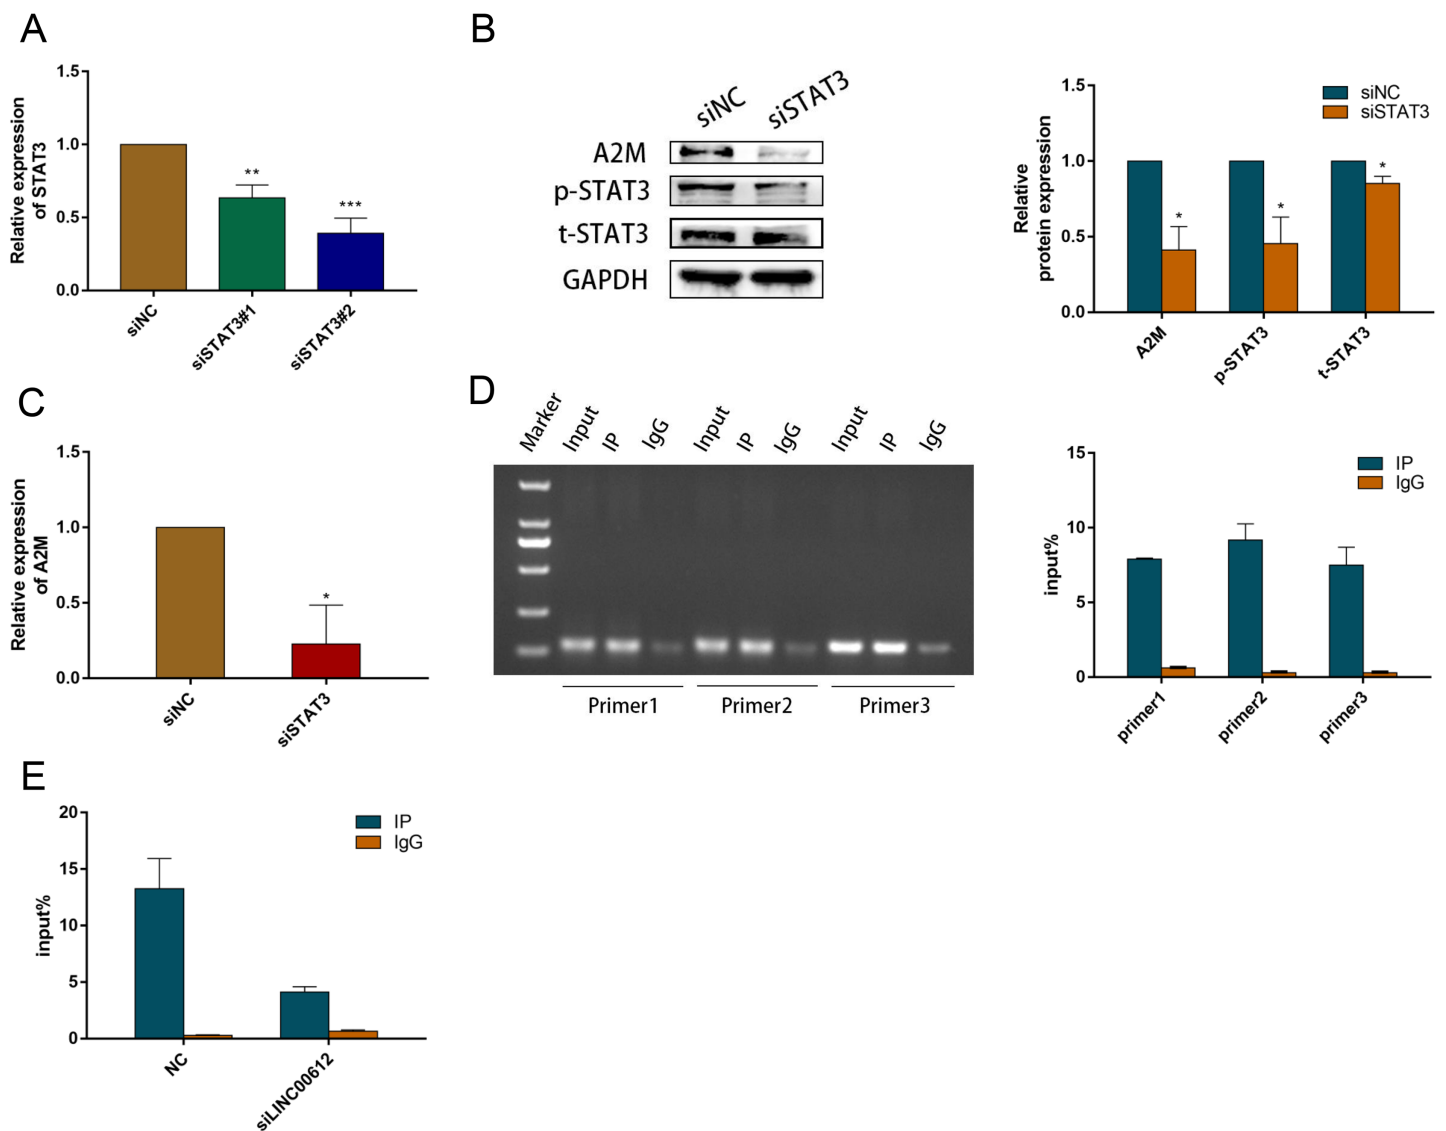 A
Relative expression
of STAT3
1.5
1.0
0.5
0.0
**
***
siNC
siSTAT3#1
siSTAT3#2
B
siNC
siSTAT3
A2M
p-STAT3
t-STAT3
GAPDH
Relative
protein expression
1.5
1.0
0.5
0.0
siNC
siSTAT3
*
*
*
A2M
p-STAT3
t-STAT3
C
Relative expression
of A2M
1.5
1.0
0.5
0.0
*
siNC
siSTAT3
D
Marker
Input
IP
IgG
Input
IP
IgG
Input
IP
IgG
Primer1
Primer2
Primer3
input%
15
10
5
0
IP
IgG
primer1
primer2
primer3
E
input%
20
15
10
5
0
IP
IgG
NC
siLINC00612